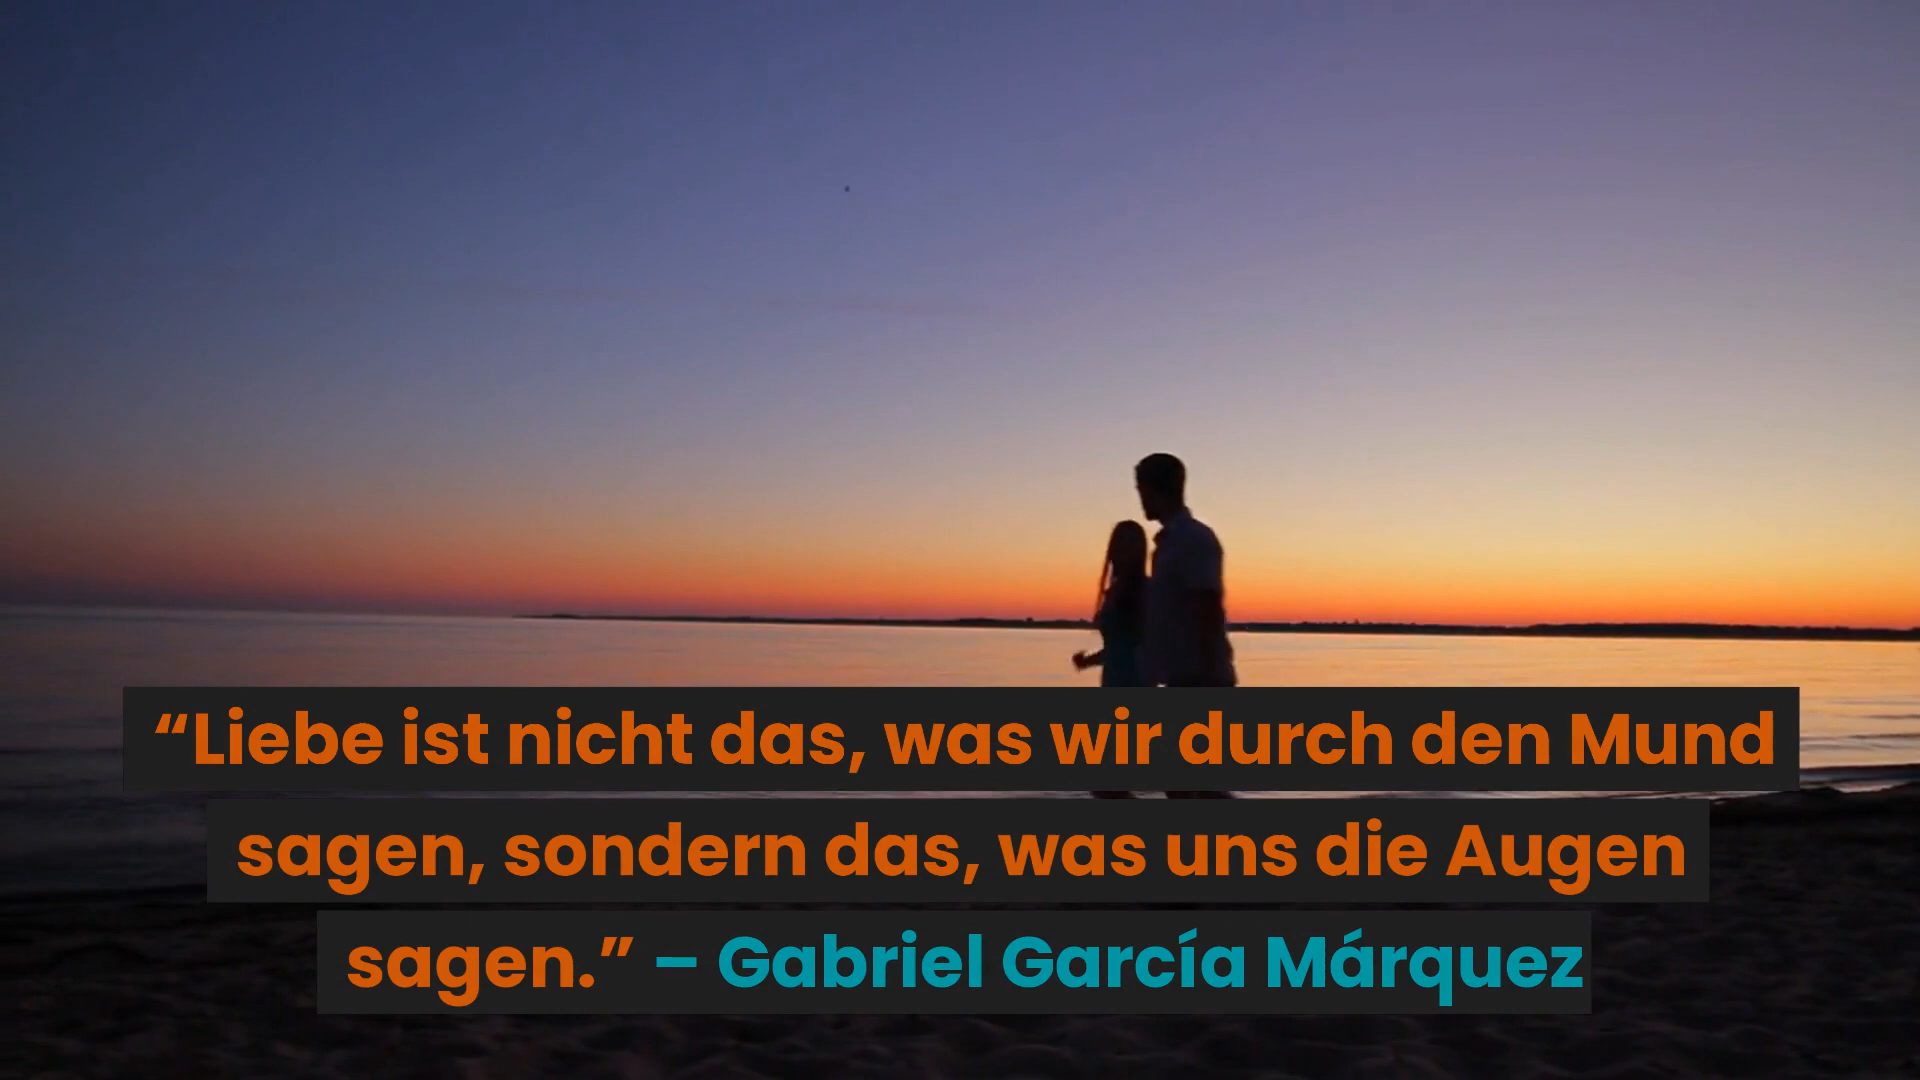 “Liebe ist nicht das, was wir durch den Mund
sagen, sondern das, was uns die Augen
sagen.” – Gabriel García Márquez